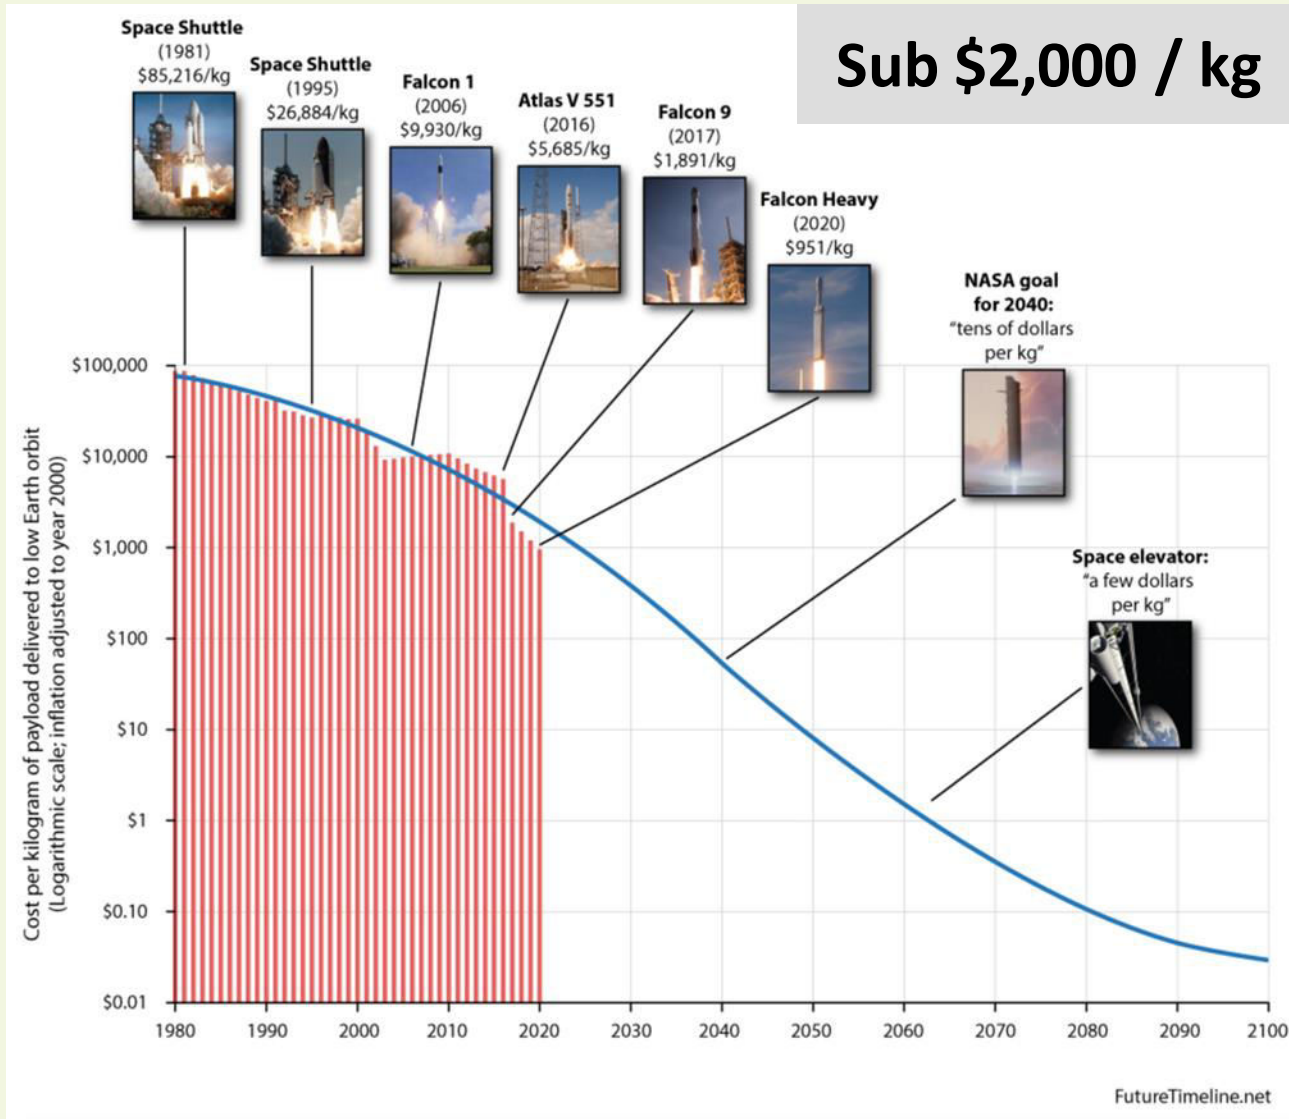 Sub $2,000 / kg
Space Shuttle
(1981)
$85,216/kg
Space Shuttle
(1995)
$26,884/kg
Falcon 1
(2006)
$9,930/kg
Atlas V 551
(2016)
$5,685/kg
Falcon 9
(2017)
$1,891/kg
Falcon Heavy
(2020)
$951/kg
NASA goal
for 2040:
"tens of dollars
per kg"
Space elevator:
"a few dollars
per kg"
Cost per kilogram of payload delivered to low Earth orbit
(Logarithmic scale; inflation adjusted to year 2000)
$100,000
$10,000
$1,000
$100
$10
$1
$0.10
$0.01
1980 1990 2000 2010 2020 2030 2040 2050 2060 2070 2080 2090 2100
FutureTimeline.net